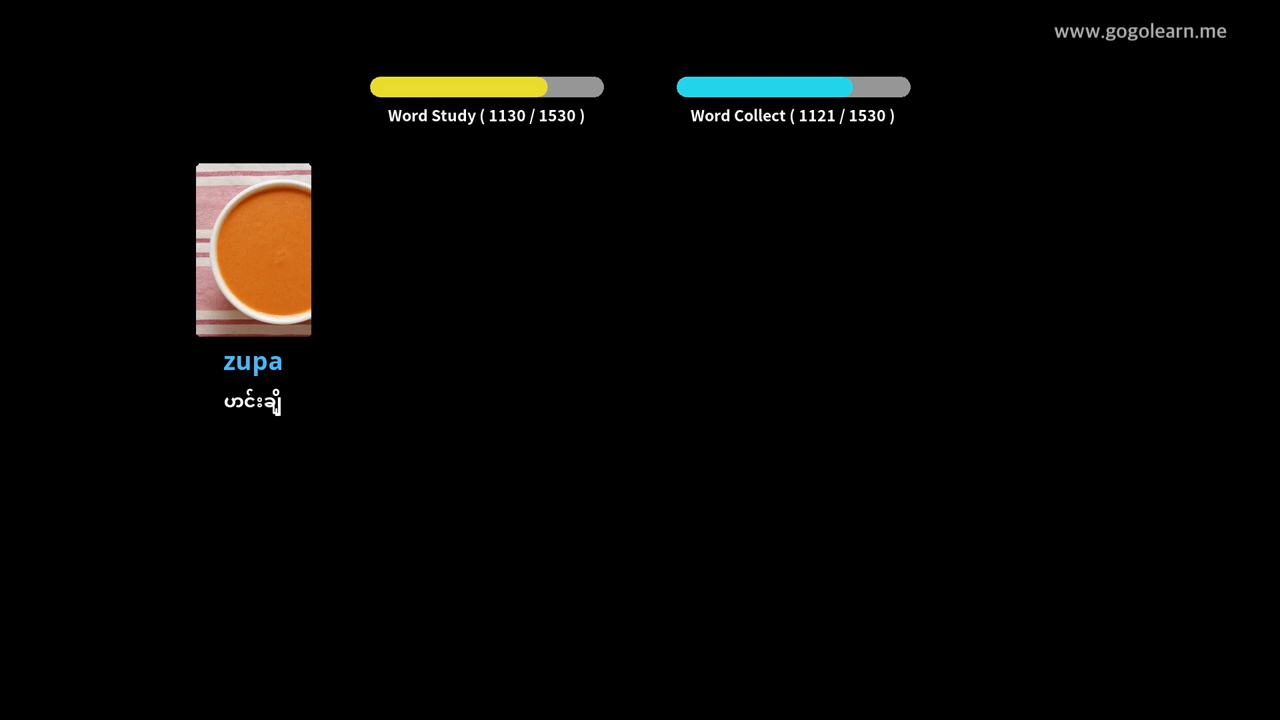 www.gogolearn.me
Word Study ( 1130 / 1530 )
Word Collect ( 1121 / 1530 )
zupa
ဟင်းချို